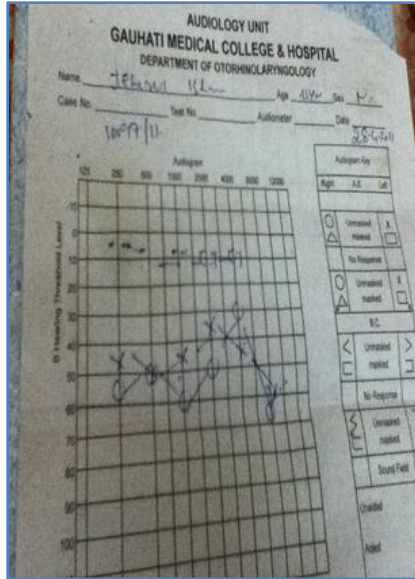 AUDIOLOGY UNIT
GAUHATI MEDICAL COLLEGE & HOSPITAL
DEPARTMENT OF OTORHINOLARYNGOLOGY
Name Age Sex
Case No. Test No. Audiometer Date
Audiogram
125 250 500 1000 2000 4000 8000 12000
Audiogram Key
Right A.C. Left
Unmasked X
masked
No Response
Unmasked X
masked
B.C.
< Unmasked >
masked
No Response
Unmasked
masked
Sound Field
Unaided
Aided
Hearing Threshold Level
10
0
10
20
30
40
50
60
70
80
90
100